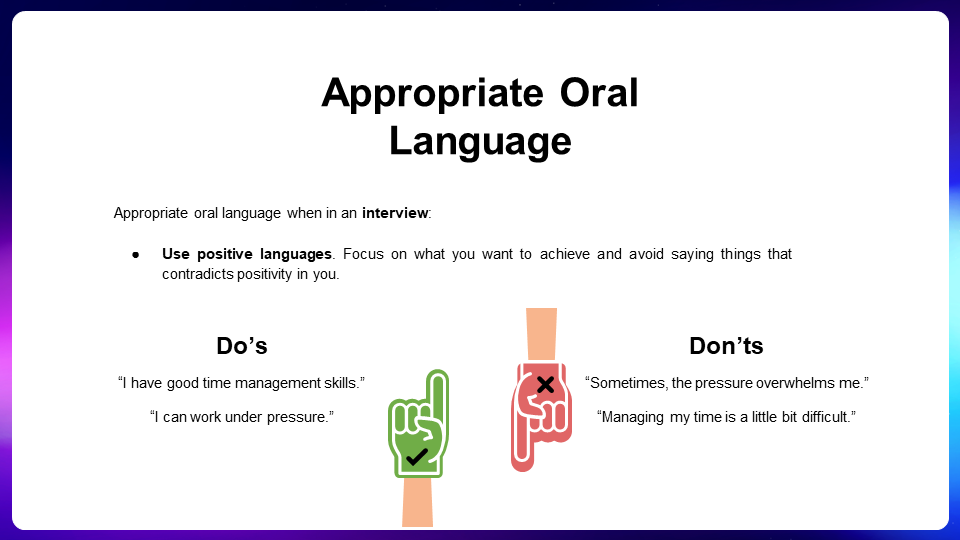 Appropriate Oral
Language
Appropriate oral language when in an interview:
● Use positive languages. Focus on what you want to achieve and avoid saying things that
contradicts positivity in you.
Do’s
“I have good time management skills.”
“I can work under pressure.”
Don’ts
“Sometimes, the pressure overwhelms me.”
“Managing my time is a little bit difficult.”